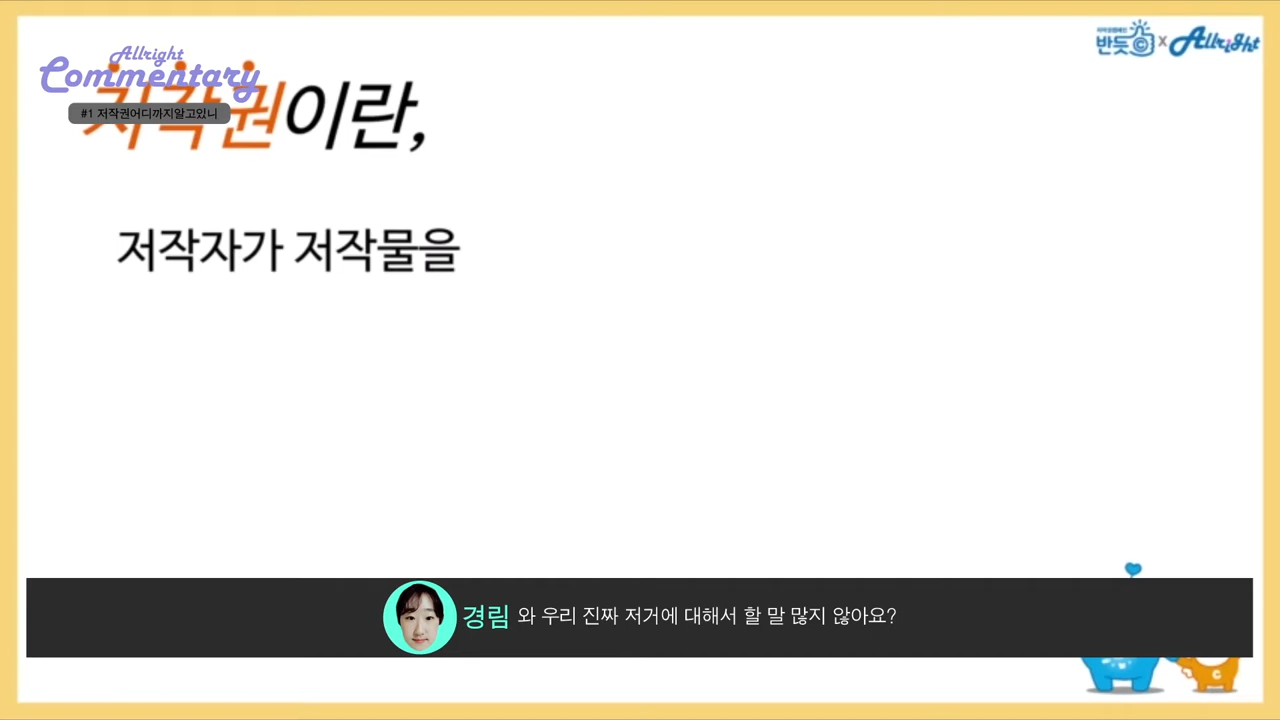 Allright
Commentary
#1 저작권어디까지알고있니
저작권이란,
반듯ⓒ x Allright
저작자가 저작물을
경림 와 우리 진짜 저거에 대해서 할 말 많지 않아요?
C